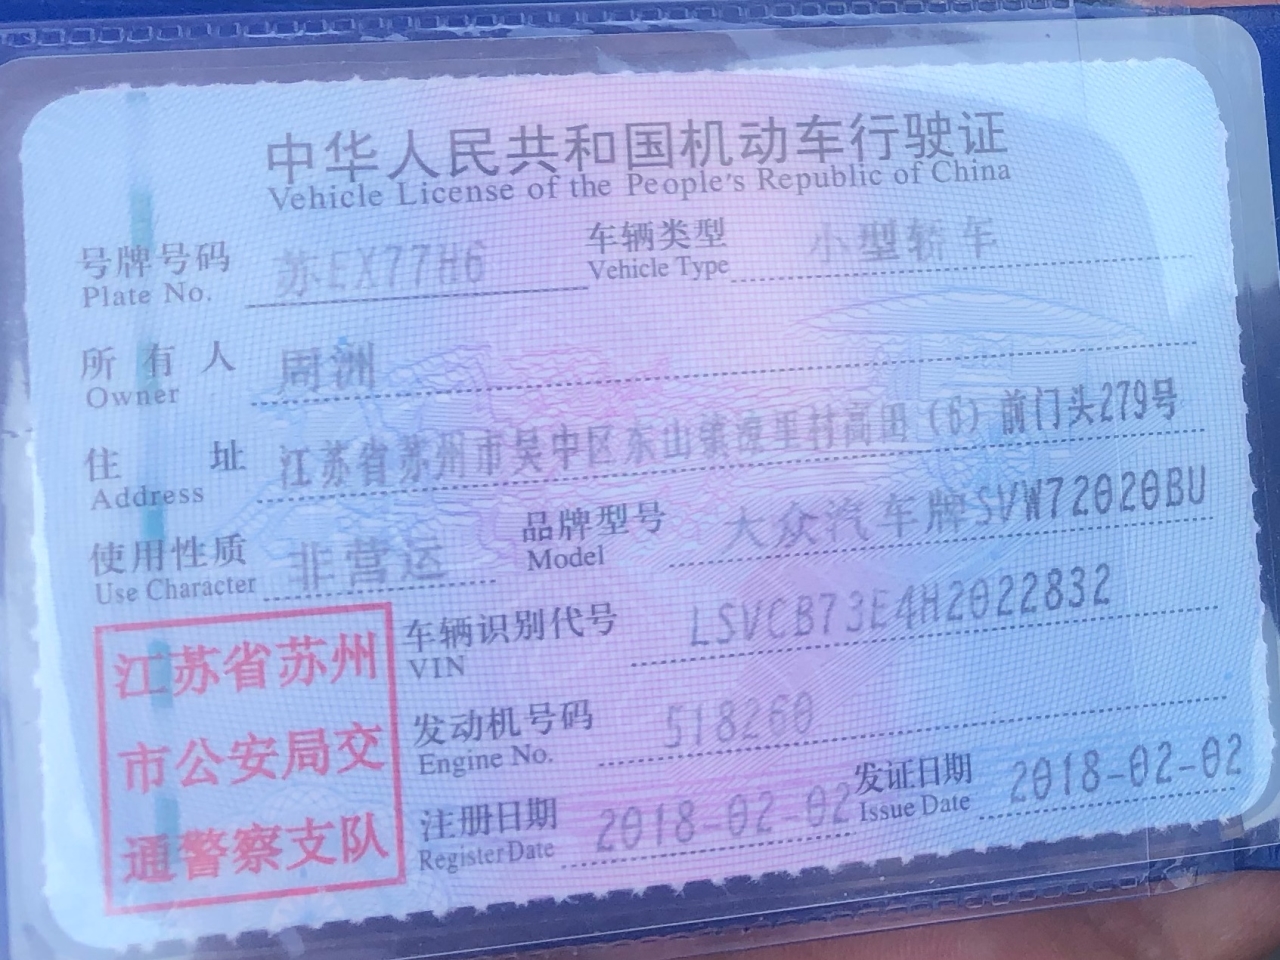 中华人民共和国机动车行驶证
Vehicle License of the People's Republic of China
号牌号码 苏EX77H6 车辆类型 小型轿车
Plate No. Vehicle Type
所有人 周洲
Owner
住址 江苏省苏州市吴中区东山镇潦里村高田(6)前门头279号
Address
使用性质 非营运 品牌型号 大众汽车牌SVW72020BU
Use Character Model
江苏省苏州
市公安局交
通警察支队
车辆识别代号 LSVCB73E4H2022832
VIN
发动机号码 518260
Engine No.
注册日期 2018-02-02 发证日期 2018-02-02
Register Date Issue Date